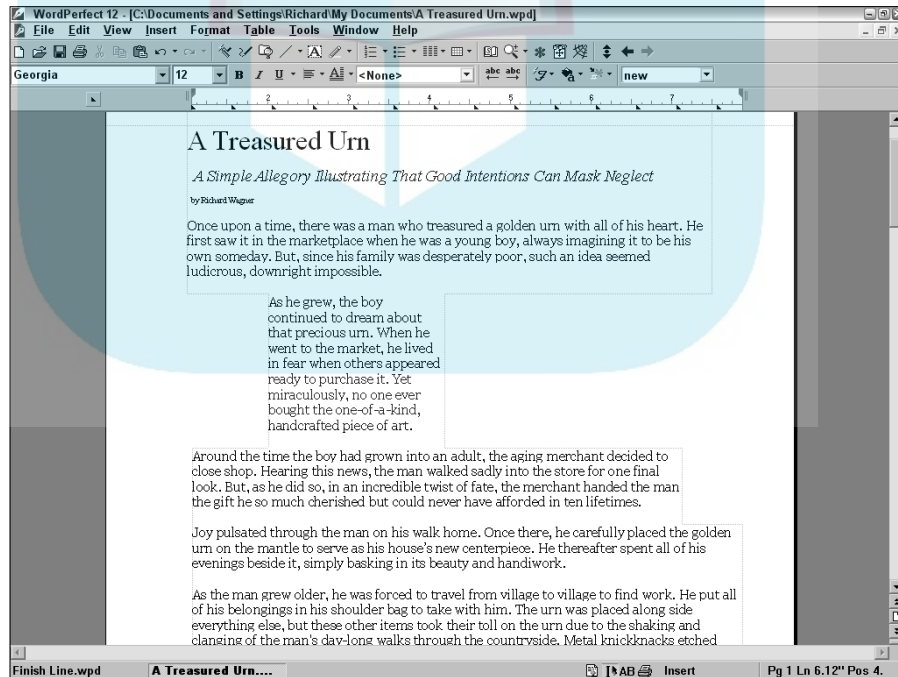 WordPerfect 12 - [C:\Documents and Settings\Richard\My Documents\A Treasured Urn.wpd]
File Edit View Insert Format Table Tools Window Help
Georgia 12 B I U <None> abc abc new
2 3 4 5 6 7
A Treasured Urn
A Simple Allegory Illustrating That Good Intentions Can Mask Neglect
by Richard Wagner
Once upon a time, there was a man who treasured a golden urn with all of his heart. He
first saw it in the marketplace when he was a young boy, always imagining it to be his
own someday. But, since his family was desperately poor, such an idea seemed
ludicrous, downright impossible.
As he grew, the boy
continued to dream about
that precious urn. When he
went to the market, he lived
in fear when others appeared
ready to purchase it. Yet
miraculously, no one ever
bought the one-of-a-kind,
handcrafted piece of art.
Around the time the boy had grown into an adult, the aging merchant decided to
close shop. Hearing this news, the man walked sadly into the store for one final
look. But, as he did so, in an incredible twist of fate, the merchant handed the man
the gift he so much cherished but could never have afforded in ten lifetimes.
Joy pulsated through the man on his walk home. Once there, he carefully placed the golden
urn on the mantle to serve as his house's new centerpiece. He thereafter spent all of his
evenings beside it, simply basking in its beauty and handiwork.
As the man grew older, he was forced to travel from village to village to find work. He put all
of his belongings in his shoulder bag to take with him. The urn was placed along side
everything else, but these other items took their toll on the urn due to the shaking and
clanging of the man's day-long walks through the countryside. Metal knickknacks etched
Finish Line.wpd A Treasured Urn.... AB Insert Pg 1 Ln 6.12" Pos 4.